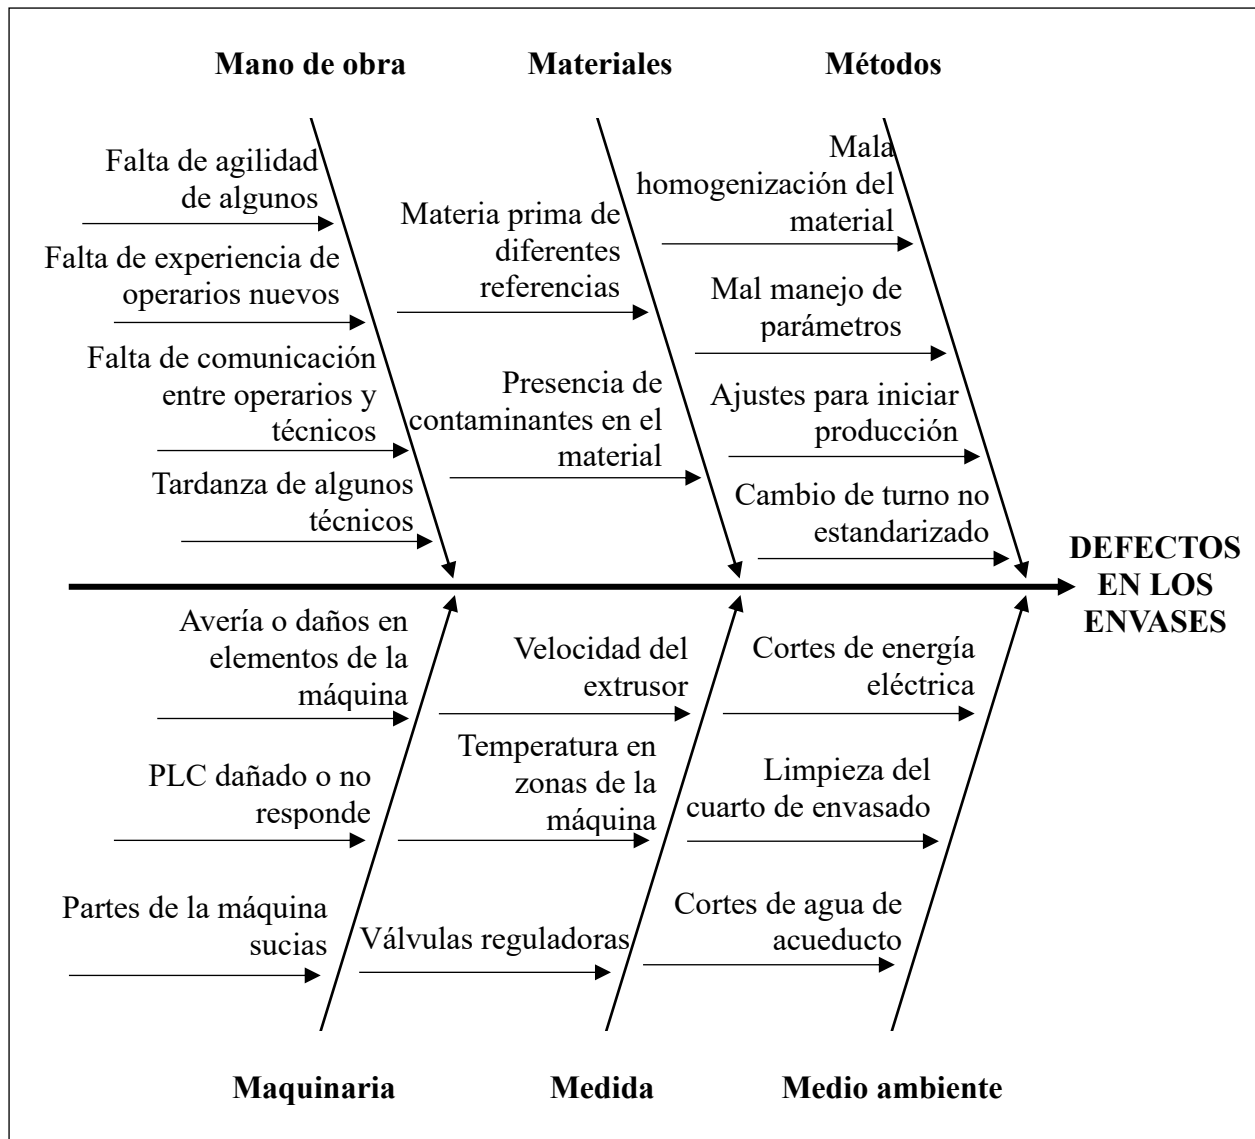 Mano de obra
Materiales
Métodos
Falta de agilidad
de algunos
Falta de experiencia de
operarios nuevos
Falta de comunicación
entre operarios y
técnicos
Tardanza de algunos
técnicos
Materia prima de
diferentes
referencias
Presencia de
contaminantes en el
material
Mala
homogenización del
material
Mal manejo de
parámetros
Ajustes para iniciar
producción
Cambio de turno no
estandarizado
DEFECTOS
EN LOS
ENVASES
Avería o daños en
elementos de la
máquina
PLC dañado o no
responde
Partes de la máquina
sucias
Velocidad del
extrusor
Temperatura en
zonas de la
máquina
Válvulas reguladoras
Cortes de energía
eléctrica
Limpieza del
cuarto de envasado
Cortes de agua de
acueducto
Maquinaria
Medida
Medio ambiente